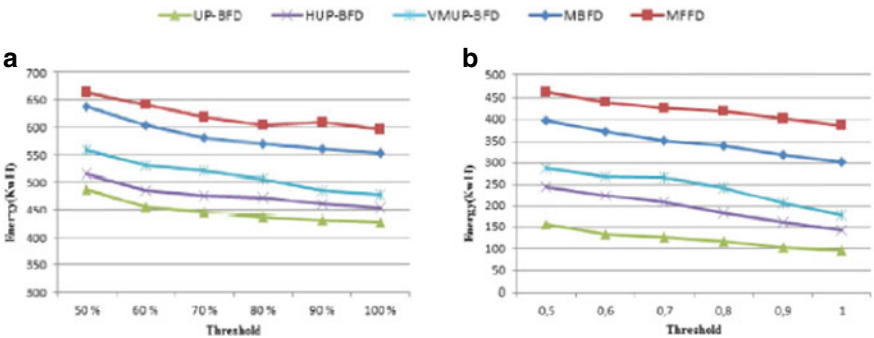 UP-BFD HUP-BFD VMUP-BFD MBFD MFFD
a
700
650
600
550
500
450
400
350
300
Energy(KwH)
50 % 60 % 70 % 80 % 90 % 100 %
Threshold
b
500
450
400
350
300
250
200
150
100
50
0
Energy(KwH)
0,5 0,6 0,7 0,8 0,9 1
Threshold